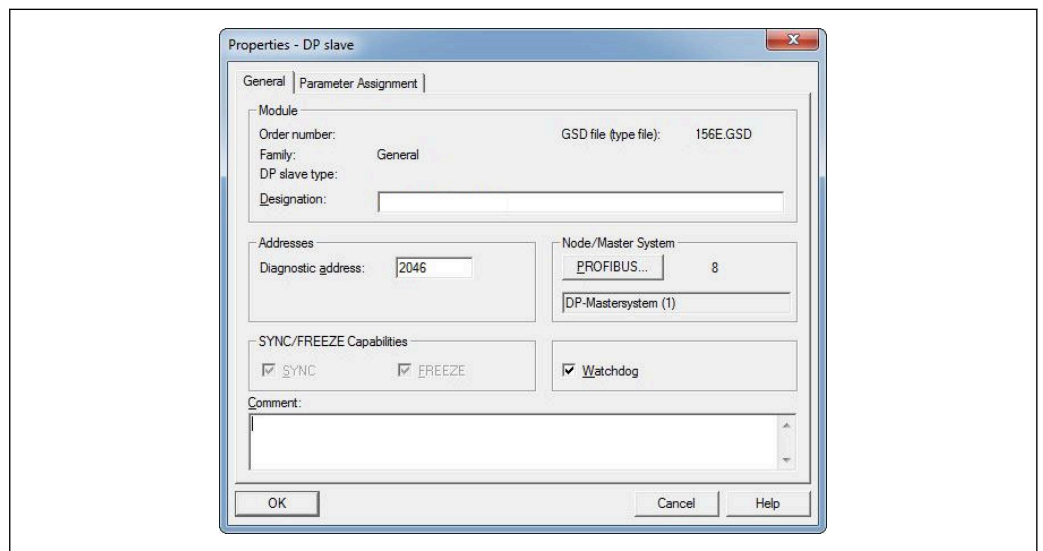 Properties - DP slave
General Parameter Assignment
Module
Order number: GSD file (type file): 156E.GSD
Family: General
DP slave type:
Designation:
Addresses
Diagnostic address: 2046
Node/Master System
PROFIBUS... 8
DP-Mastersystem (1)
SYNC/FREEZE Capabilities
SYNC FREEZE
Watchdog
Comment:
OK Cancel Help